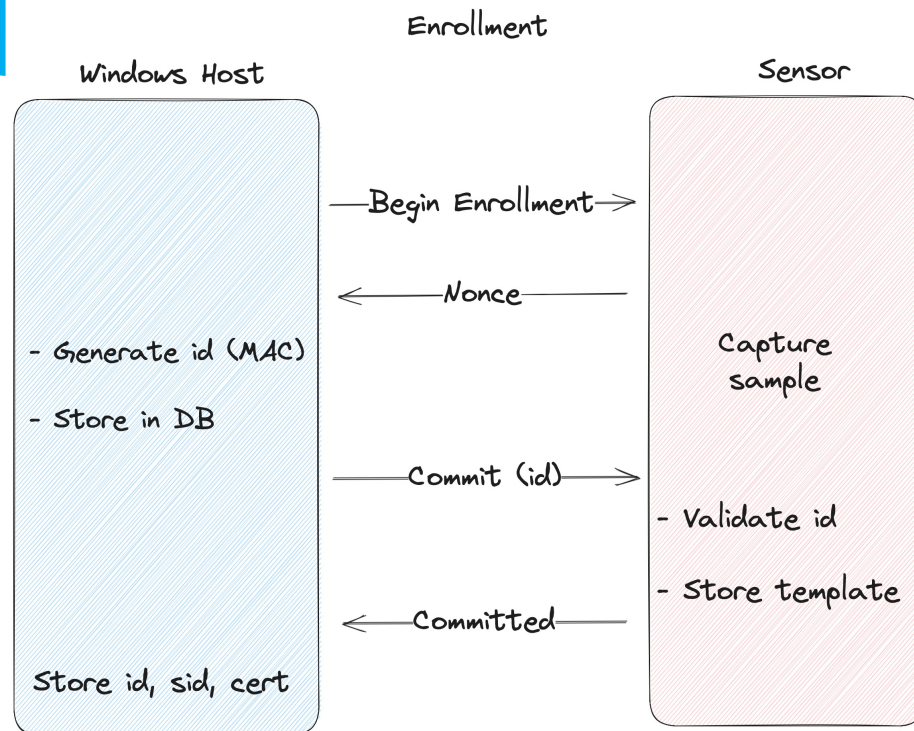 Enrollment
Windows Host
Sensor
Begin Enrollment
Nonce
- Generate id (MAC)
Capture
sample
- Store in DB
Commit (id)
- Validate id
- Store template
Committed
Store id, sid, cert